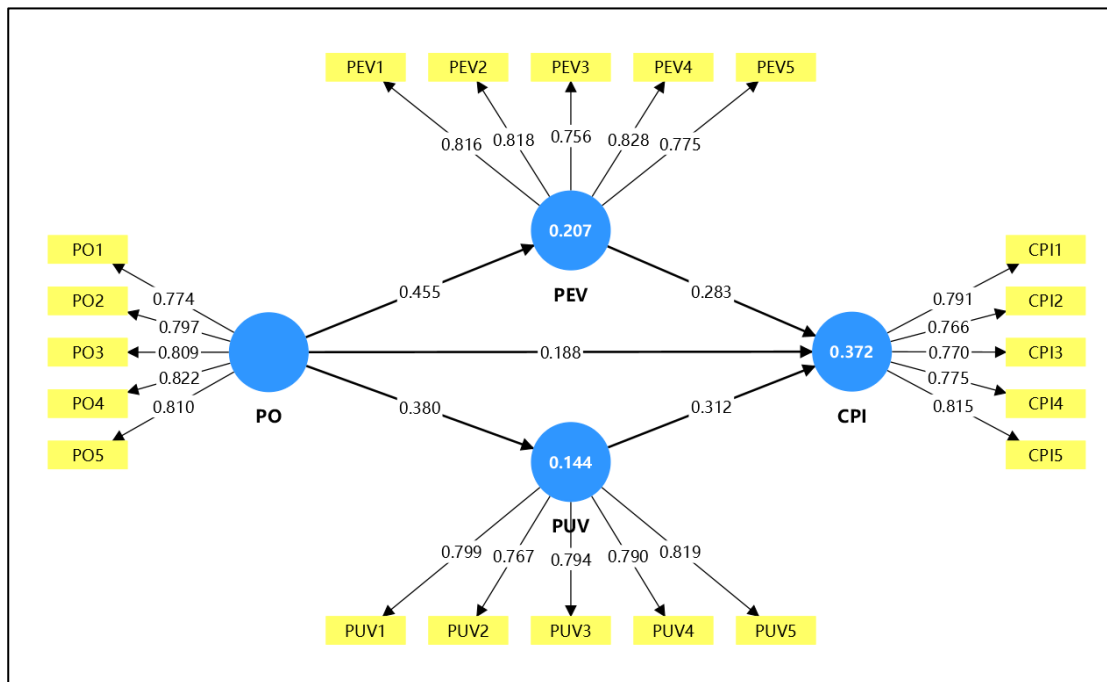 PEV1 PEV2 PEV3 PEV4 PEV5
0.816 0.818 0.756 0.828 0.775
0.207
PEV
PO1
PO2
PO3
PO4
PO5
0.774
0.797
0.809
0.822
0.810
PO
0.455
0.188
0.380
0.283
0.312
0.372
CPI
0.791
0.766
0.770
0.775
0.815
CPI1
CPI2
CPI3
CPI4
CPI5
0.144
PUV
0.799 0.767 0.794 0.790 0.819
PUV1 PUV2 PUV3 PUV4 PUV5